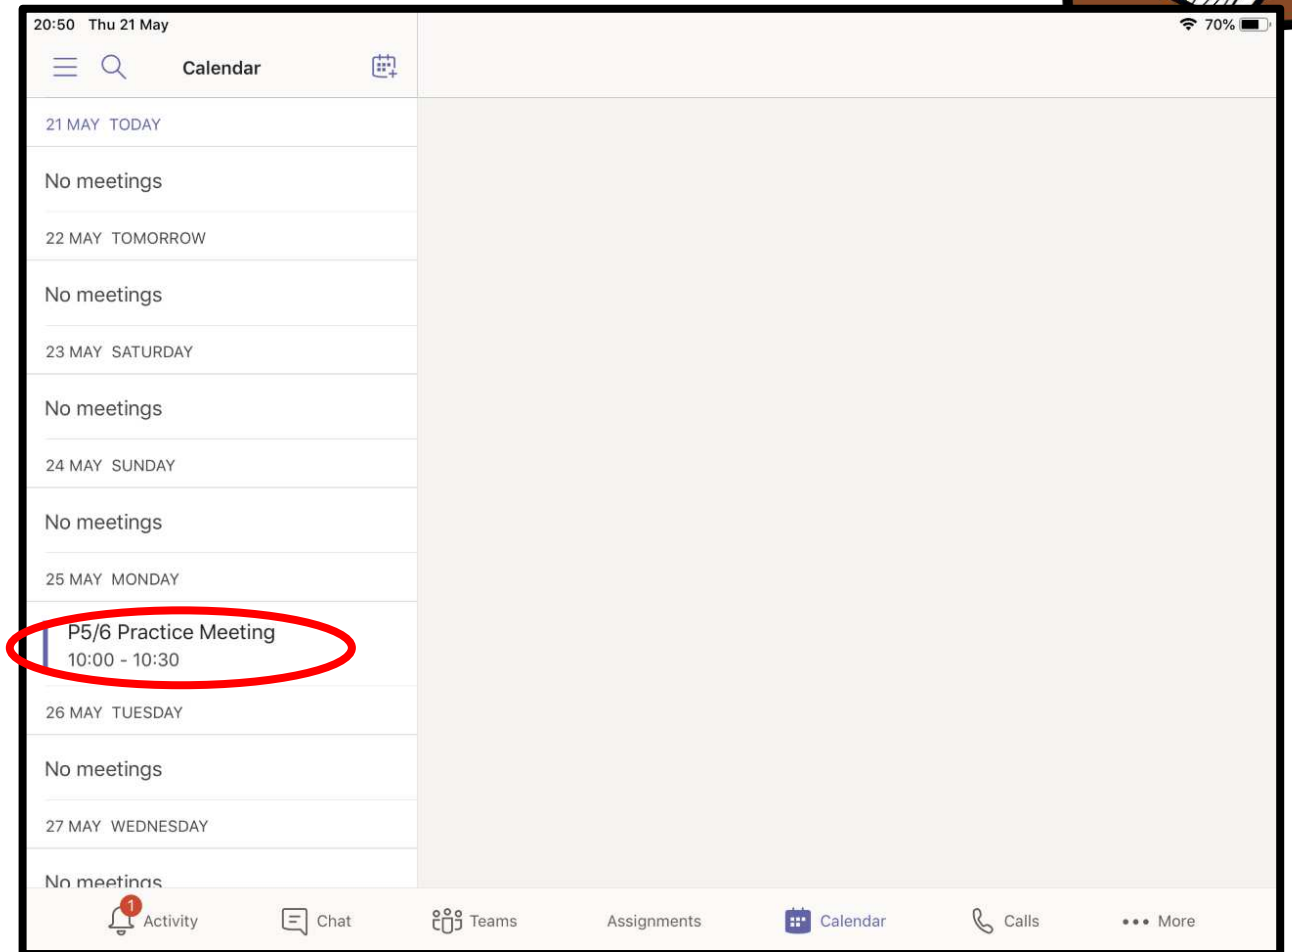 20:50 Thu 21 May
70%
Calendar
21 MAY TODAY
No meetings
22 MAY TOMORROW
No meetings
23 MAY SATURDAY
No meetings
24 MAY SUNDAY
No meetings
25 MAY MONDAY
P5/6 Practice Meeting
10:00 - 10:30
26 MAY TUESDAY
No meetings
27 MAY WEDNESDAY
No meetings
1
Activity Chat Teams Assignments Calendar Calls More